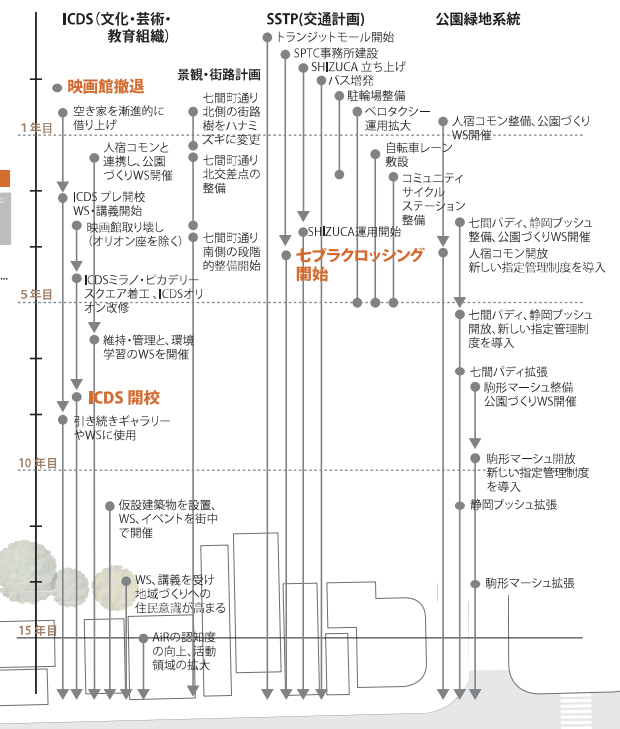 ICDS(文化・芸術・
教育組織)
映画館撤退
空き家を漸進的に
借り上げ
1年目
人宿コモンと
連携し、公園
づくりWS開催
ICDS プレ開校
WS・講義開始
映画館取り壊し
(オリオン座を除く)
ICDSミラノ・ピカデリー
スクエア着工、ICDSオリ
オン改修
5年目
維持・管理と、環境
学習のWSを開催
ICDS 開校
引き続きギャラリー
やWSに使用
10年目
仮設建築物を設置、
WS、イベントを街中
で開催
WS、講義を受け
地域づくりへの
住民意識が高まる
15年目
AiRの認知度
の向上、活動
領域の拡大
景観・街路計画
七間町通り
北側の街路
樹をハナミ
ズキに変更
七間町通り
北交差点の
整備
七間町通り
南側の段階
的整備開始
SSTP(交通計画)
トランジットモール開始
SPTC事務所建設
SHIZUCA 立ち上げ
バス増発
駐輪場整備
ベロタクシー
運用拡大
自転車レーン
敷設
コミュニティ
サイクル
ステーション
整備
SHIZUCA運用開始
七ブラクロッシング
開始
公園緑地系統
人宿コモン整備、公園づくり
WS開催
七間バディ、静岡ブッシュ
整備、公園づくりWS開催
人宿コモン開放
新しい指定管理制度を導入
七間バディ、静岡ブッシュ
開放、新しい指定管理制
度を導入
七間バディ拡張
駒形マーシュ整備
公園づくりWS開催
駒形マーシュ開放
新しい指定管理制度
を導入
静岡ブッシュ拡張
駒形マーシュ拡張